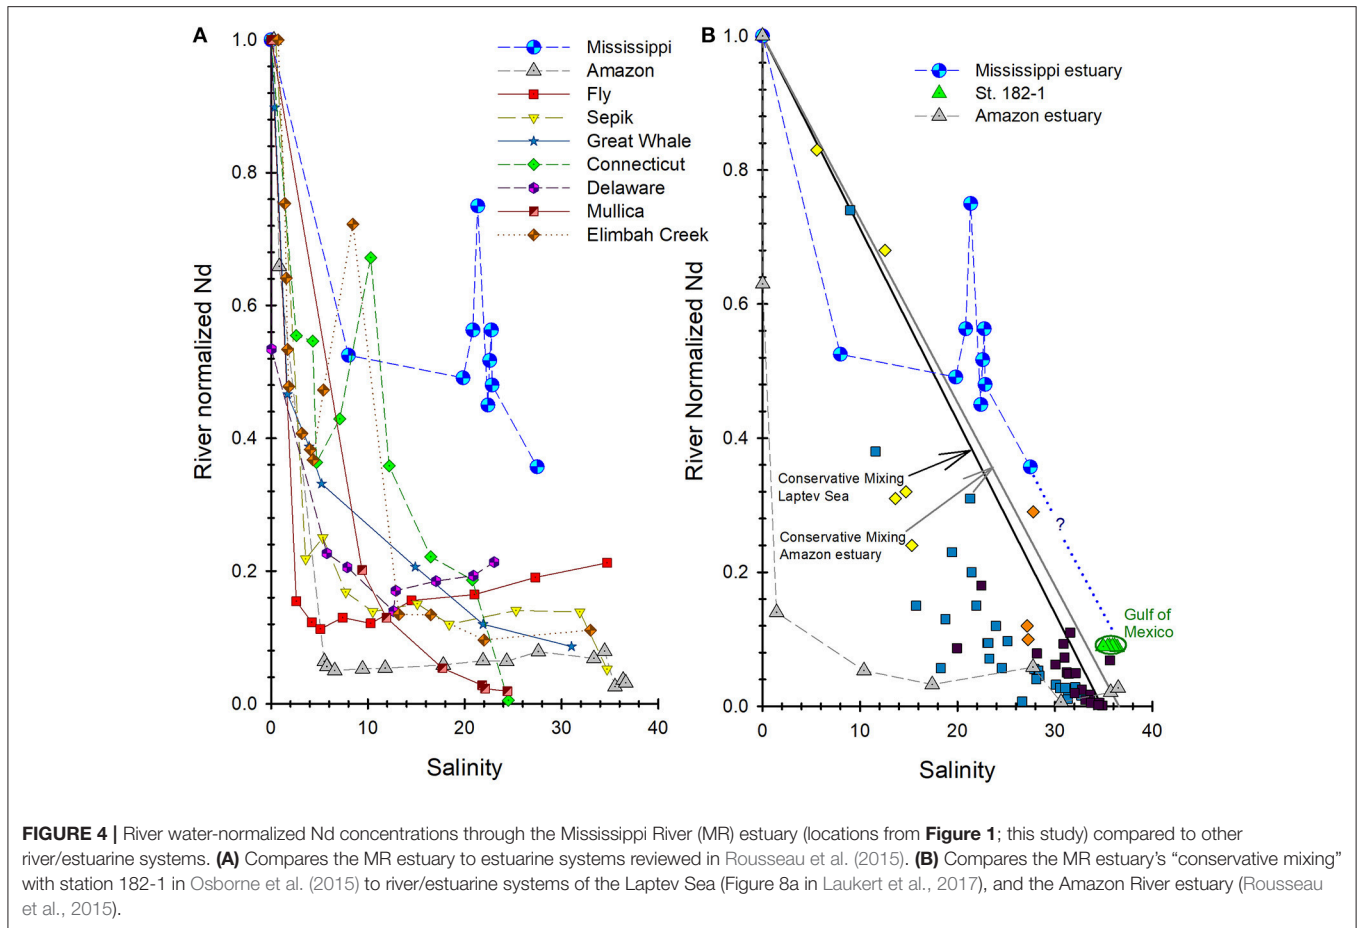 A
1.0
0.8
0.6
0.4
0.2
0.0
River normalized Nd
0
10
20
30
40
Salinity
Mississippi
Amazon
Fly
Sepik
Great Whale
Connecticut
Delaware
Mullica
Elimbah Creek
B
1.0
0.8
0.6
0.4
0.2
0.0
River Normalized Nd
0
10
20
30
40
Salinity
Mississippi estuary
St. 182-1
Amazon estuary
Conservative Mixing
Laptev Sea
Conservative Mixing
Amazon estuary
?
Gulf of
Mexico
FIGURE 4 | River water-normalized Nd concentrations through the Mississippi River (MR) estuary (locations from Figure 1; this study) compared to other
river/estuarine systems. (A) Compares the MR estuary to estuarine systems reviewed in Rousseau et al. (2015). (B) Compares the MR estuary’s “conservative mixing”
with station 182-1 in Osborne et al. (2015) to river/estuarine systems of the Laptev Sea (Figure 8a in Laukert et al., 2017), and the Amazon River estuary (Rousseau
et al., 2015).